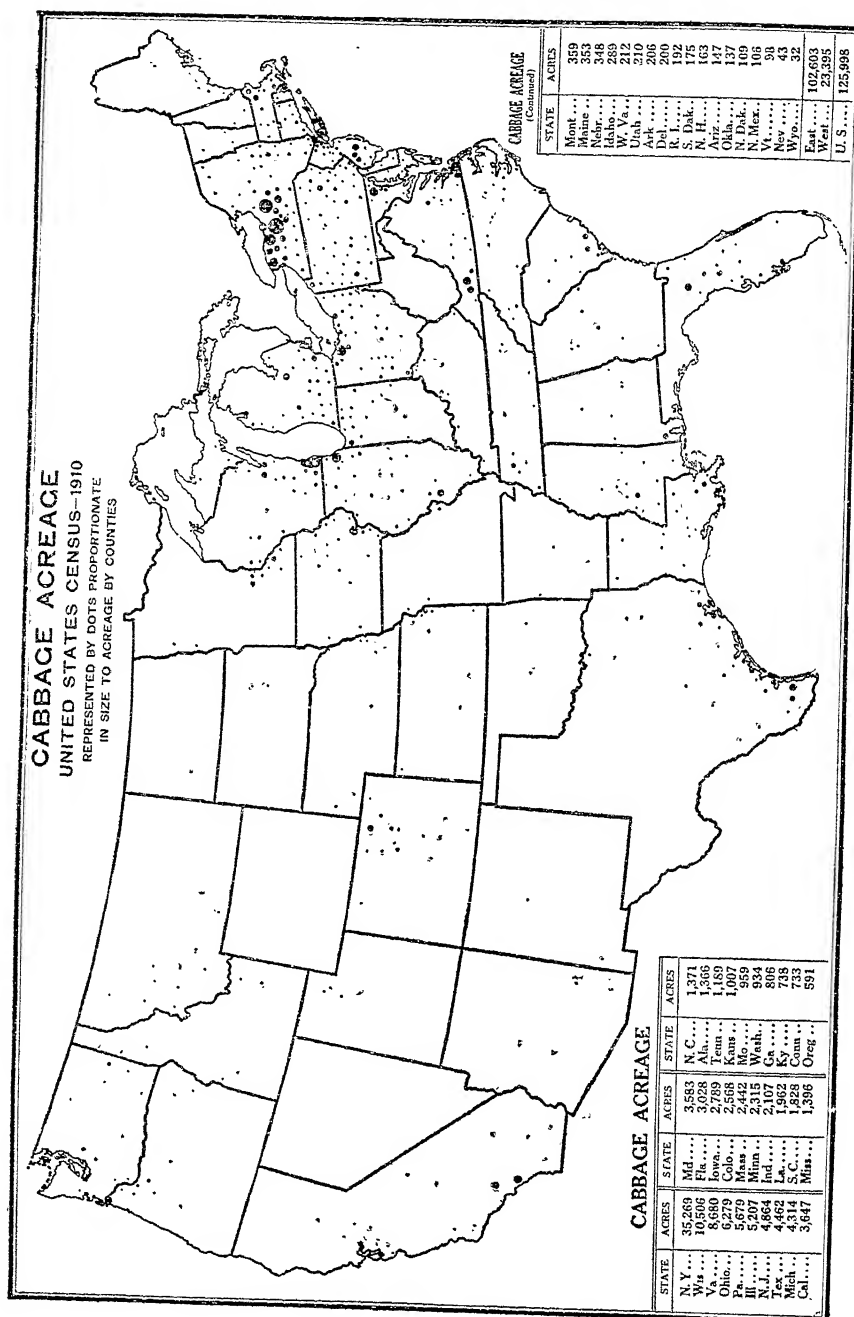 CABBAGE ACREAGE
UNITED STATES CENSUS—1910
REPRESENTED BY DOTS PROPORTIONATE
IN SIZE TO ACREAGE BY COUNTIES
CABBAGE ACREAGE
STATE ACRES STATE ACRES STATE ACRES
N. Y.... 35,269 Md..... 3,583 N. C.... 1,371
Wis.... 10,506 Fla..... 3,028 Ala..... 1,366
Va..... 8,680 Iowa.... 2,789 Tenn... 1,189
Ohio.... 6,279 Colo.... 2,568 Kans... 1,007
Pa...... 5,679 Mass... 2,442 Mo..... 959
Ill...... 5,207 Minn... 2,315 Wash... 934
N. J..... 4,864 Ind..... 2,107 Ga...... 806
Tex.... 4,462 La...... 1,962 Ky...... 738
Mich... 4,314 S. C.... 1,828 Conn... 733
Cal..... 3,647 Miss.... 1,396 Oreg... 591
CABBAGE ACREAGE
(Continued)
STATE ACRES
Mont.... 359
Maine... 353
Nebr.... 348
Idaho... 289
W. Va... 212
Utah.... 210
Ark..... 206
Del..... 200
R. I..... 192
S. Dak.. 175
N. H.... 163
Ariz.... 147
Okla.... 137
N. Dak.. 109
N. Mex.. 106
Vt...... 98
Nev..... 43
Wyo.... 32
East.... 102,603
West... 23,395
U. S..... 125,998